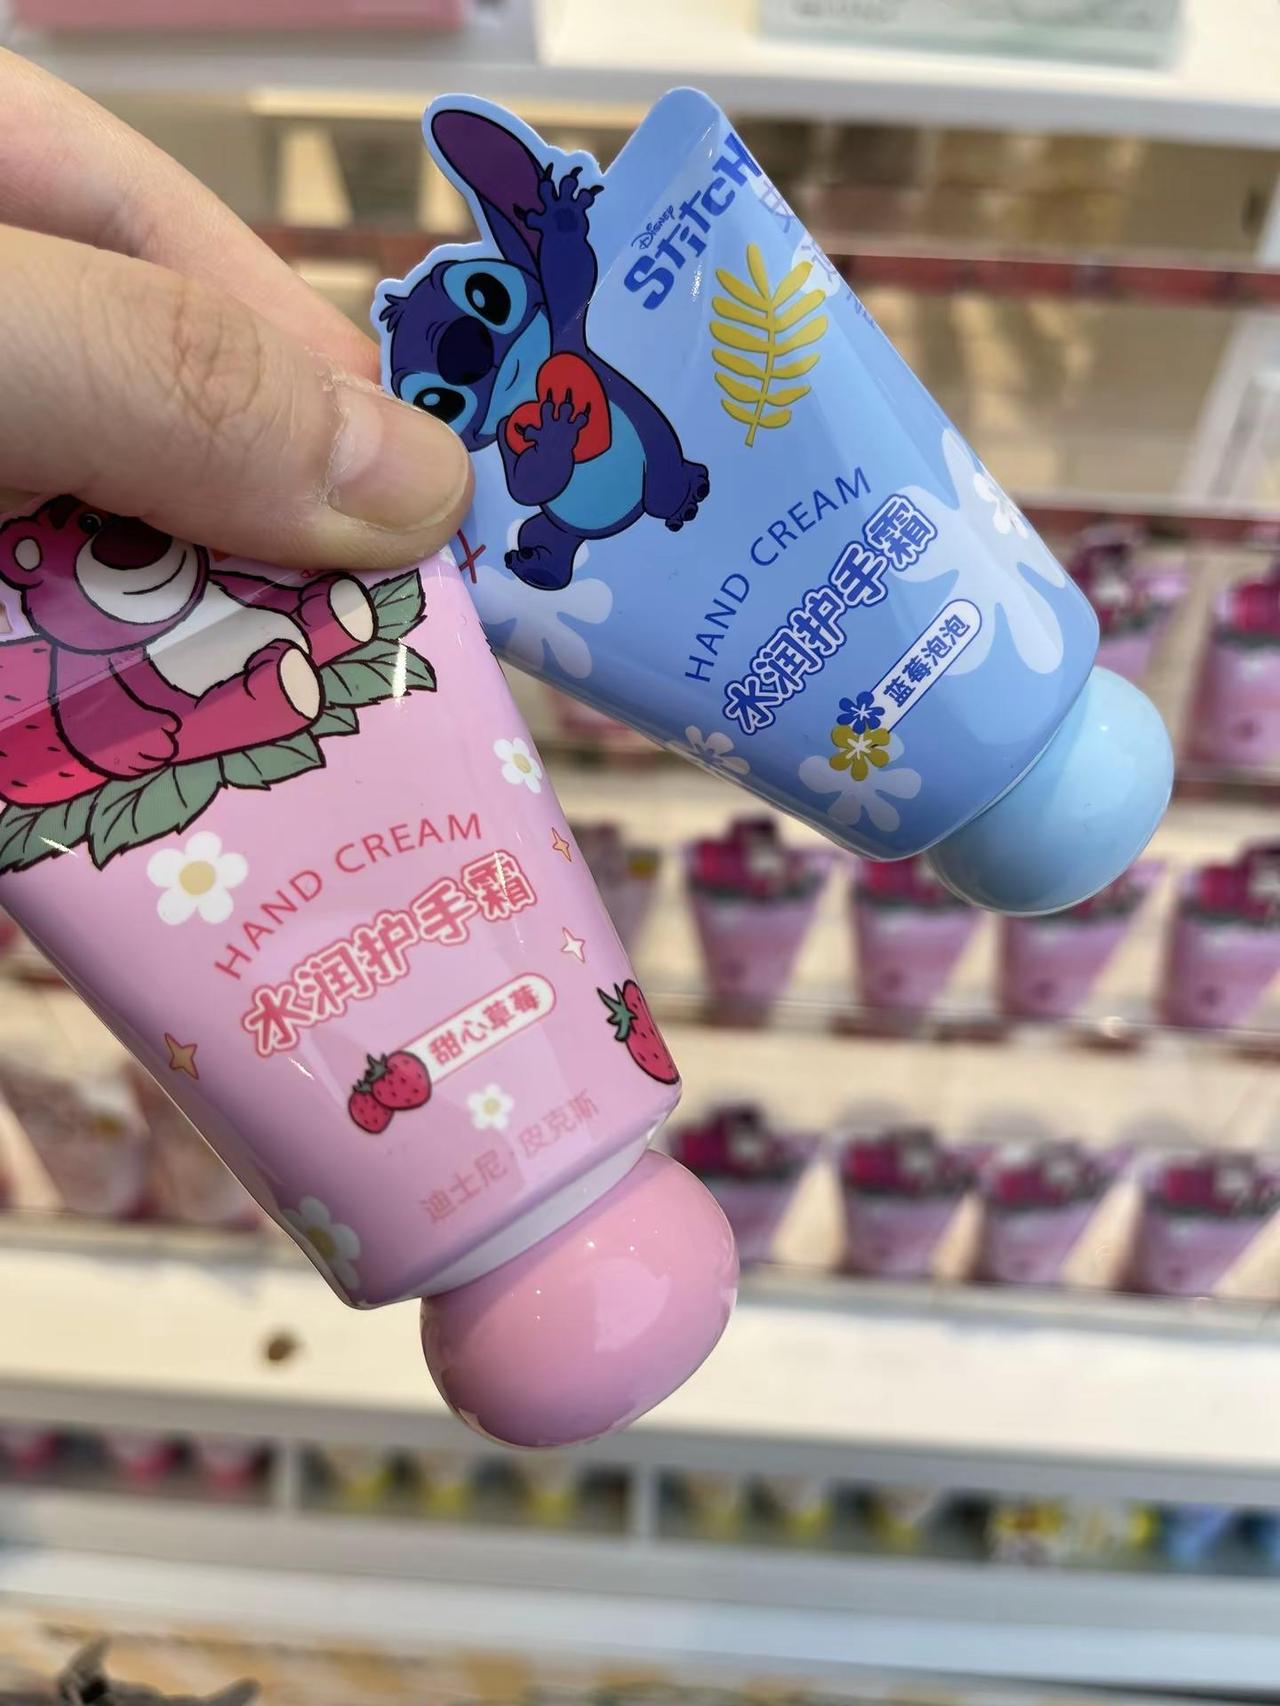 Disney
Stitch
HAND CREAM
水润护手霜
蓝莓泡泡
HAND CREAM
水润护手霜
甜心草莓
迪士尼·皮克斯